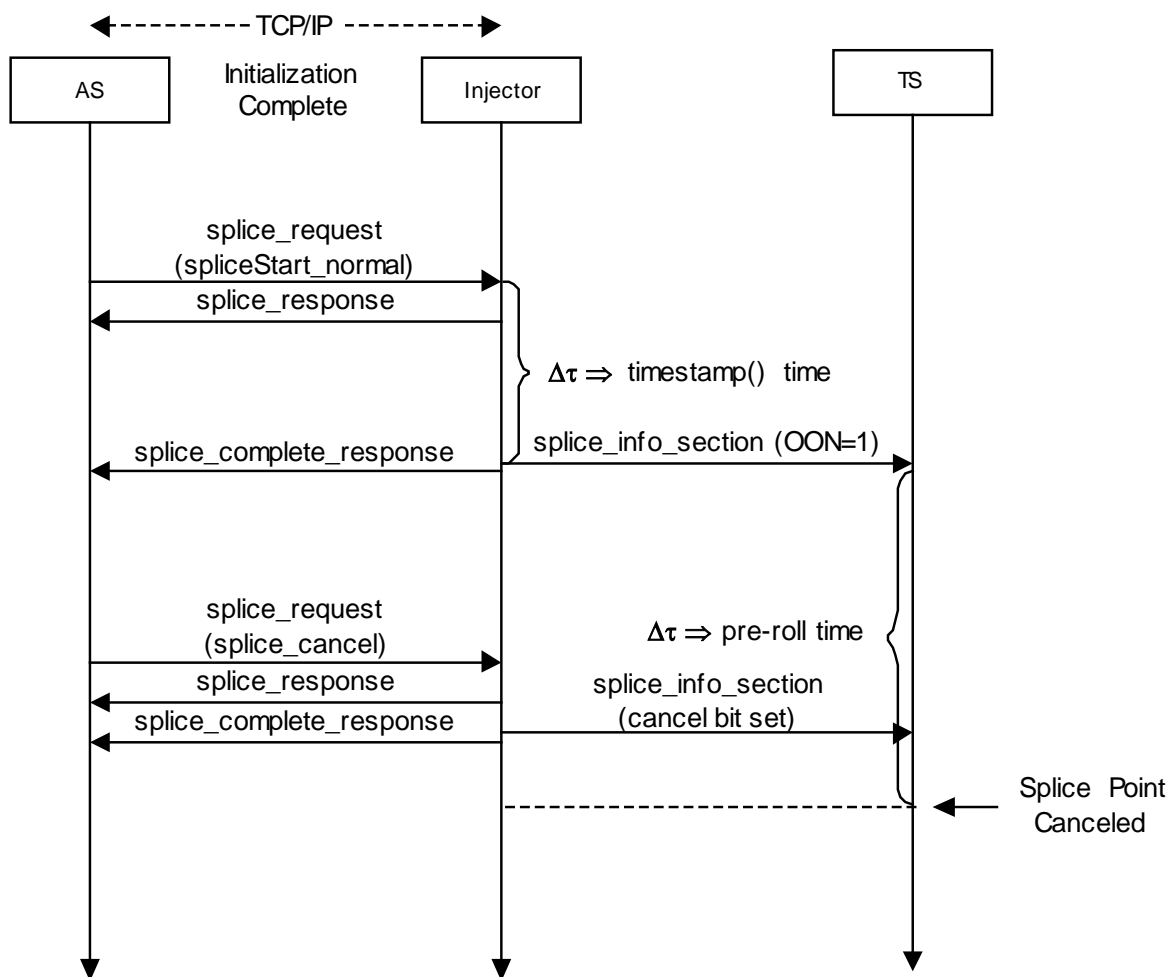 TCP/IP
AS
Initialization
Complete
Injector
TS
splice_request
(spliceStart_normal)
splice_response
Δτ ⇒ timestamp() time
splice_info_section (OON=1)
splice_complete_response
splice_request
(splice_cancel)
Δτ ⇒ pre-roll time
splice_response
splice_info_section
(cancel bit set)
splice_complete_response
Splice Point
Canceled